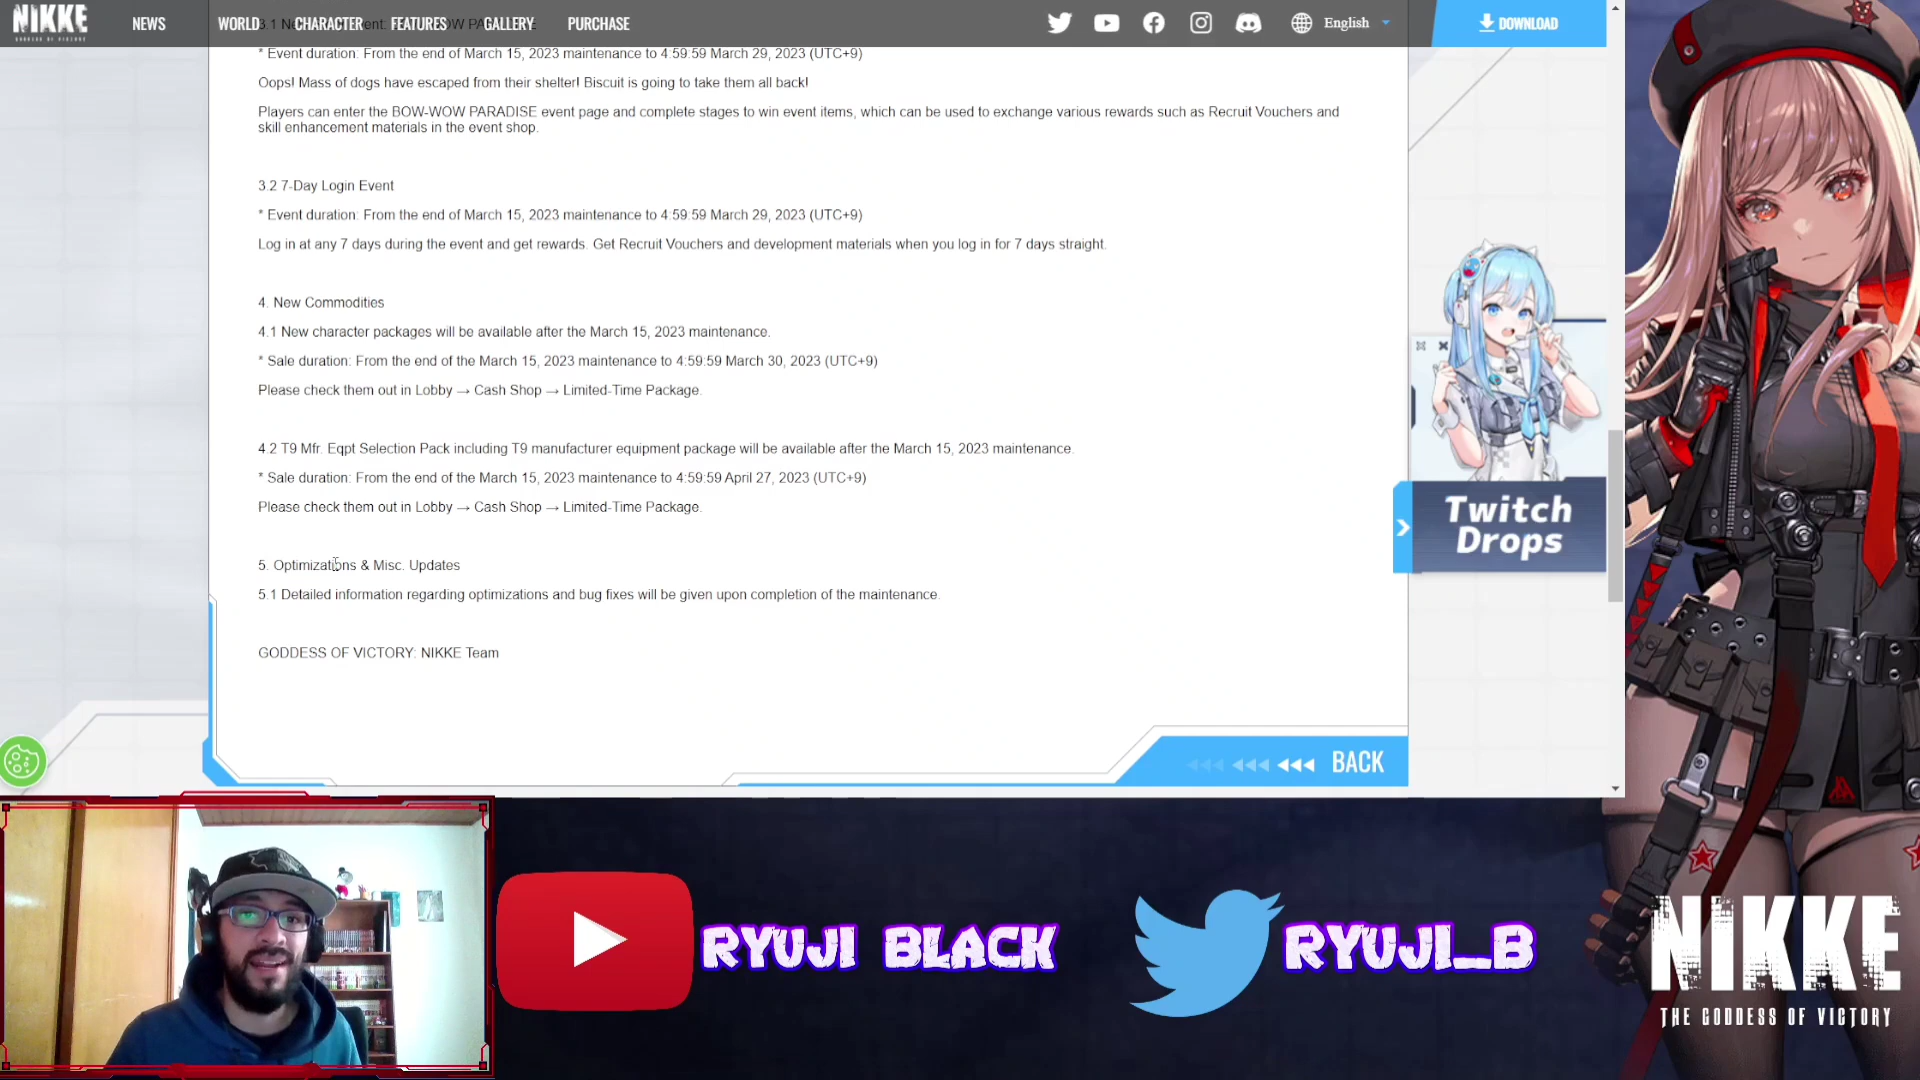 NIKKE
GODDESS OF VICTORY
NEWS WORLD CHARACTER FEATURES GALLERY PURCHASE English DOWNLOAD
* Event duration: From the end of March 15, 2023 maintenance to 4:59:59 March 29, 2023 (UTC+9)
Oops! Mass of dogs have escaped from their shelter! Biscuit is going to take them all back!
Players can enter the BOW-WOW PARADISE event page and complete stages to win event items, which can be used to exchange various rewards such as Recruit Vouchers and
skill enhancement materials in the event shop.
3.2 7-Day Login Event
* Event duration: From the end of March 15, 2023 maintenance to 4:59:59 March 29, 2023 (UTC+9)
Log in at any 7 days during the event and get rewards. Get Recruit Vouchers and development materials when you log in for 7 days straight.
4. New Commodities
4.1 New character packages will be available after the March 15, 2023 maintenance.
* Sale duration: From the end of the March 15, 2023 maintenance to 4:59:59 March 30, 2023 (UTC+9)
Please check them out in Lobby → Cash Shop → Limited-Time Package.
4.2 T9 Mfr. Eqpt Selection Pack including T9 manufacturer equipment package will be available after the March 15, 2023 maintenance.
* Sale duration: From the end of the March 15, 2023 maintenance to 4:59:59 April 27, 2023 (UTC+9)
Please check them out in Lobby → Cash Shop → Limited-Time Package.
5. Optimizations & Misc. Updates
5.1 Detailed information regarding optimizations and bug fixes will be given upon completion of the maintenance.
GODDESS OF VICTORY: NIKKE Team
BACK
Twitch
Drops
RYUJI BLACK
RYUJI_B
NIKKE
THE GODDESS OF VICTORY